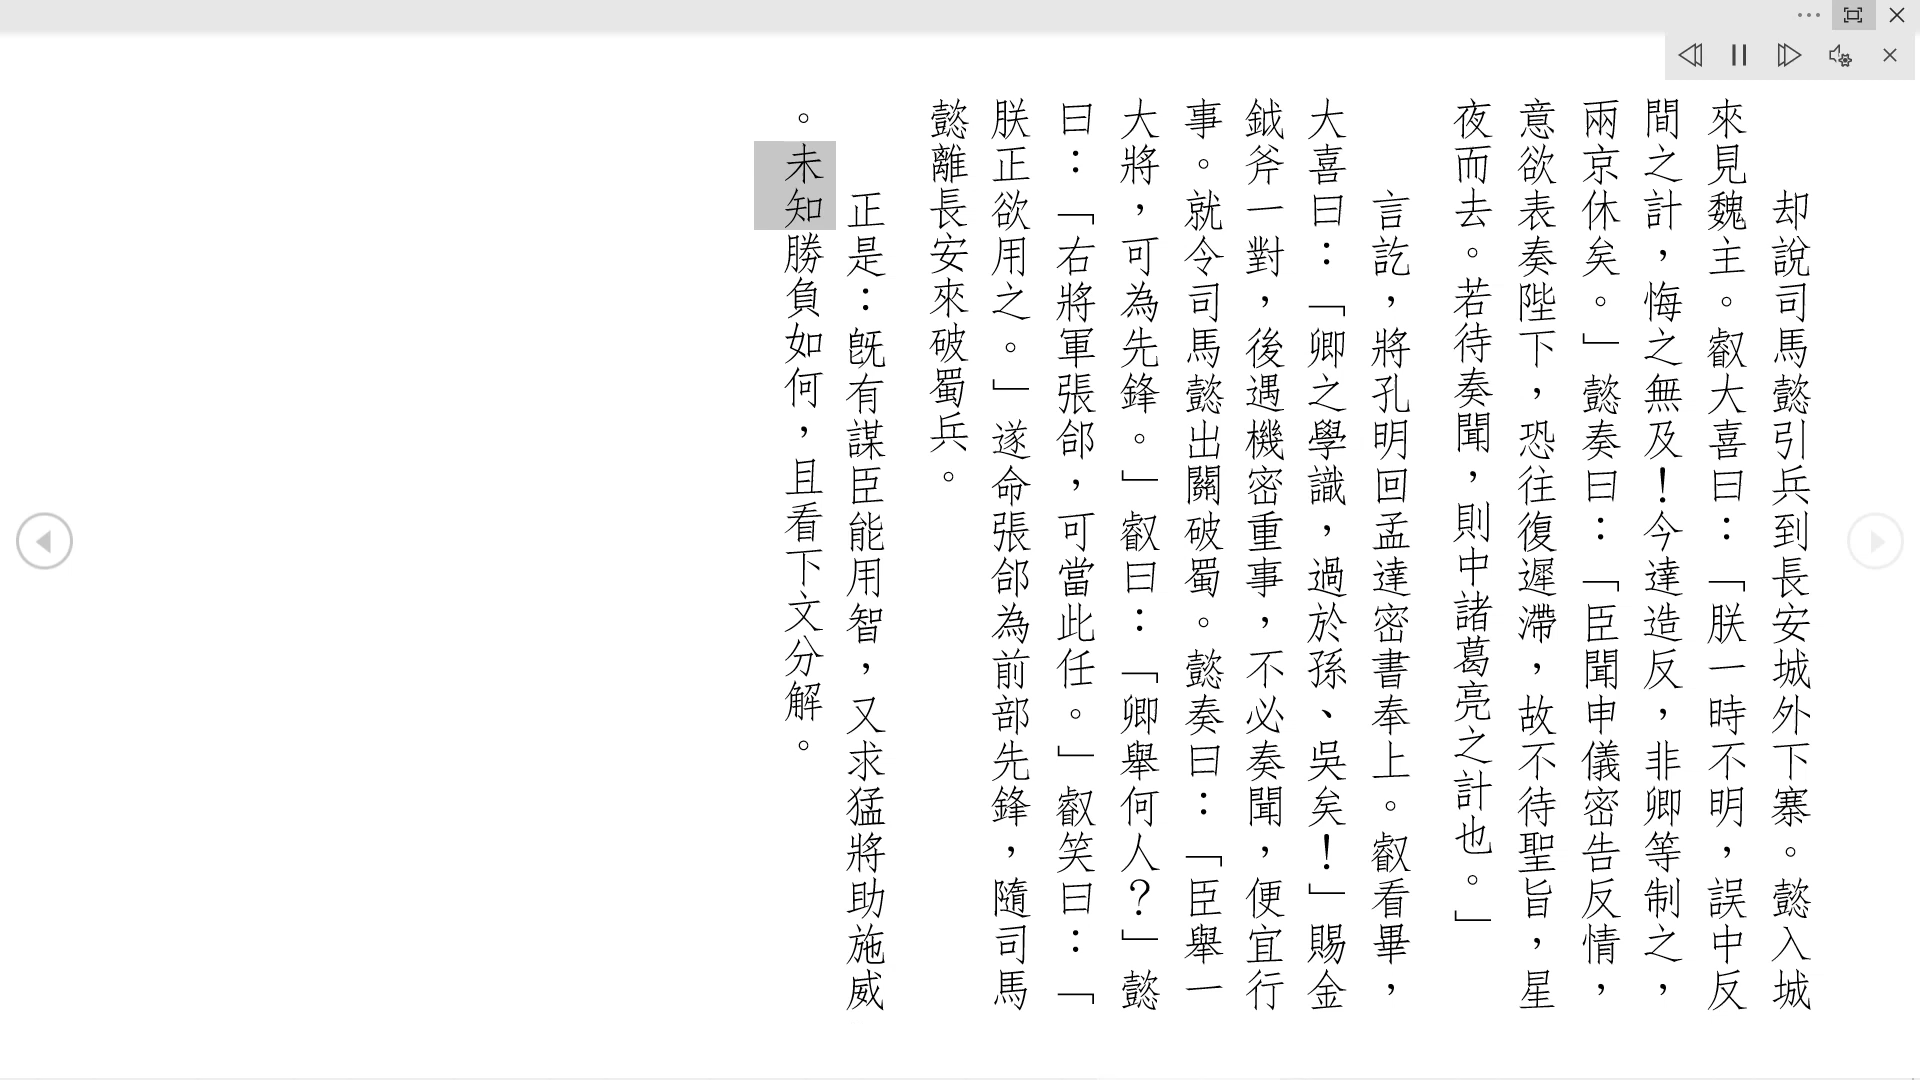 却說司馬懿引兵到長安城外下寨。懿入城
來見魏主。叡大喜曰：「朕一時不明，誤中反
間之計，悔之無及！今達造反，非卿等制之，
兩京休矣。」懿奏曰：「臣聞申儀密告反情，
意欲表奏陛下，恐往復遲滯，故不待聖旨，星
夜而去。若待奏聞，則中諸葛亮之計也。」
言訖，將孔明回孟達密書奉上。叡看畢，
大喜曰：「卿之學識，過於孫、吳矣！」賜金
鉞斧一對，後遇機密重事，不必奏聞，便宜行
事。就令司馬懿出關破蜀。懿奏曰：「臣舉一
大將，可為先鋒。」叡曰：「卿舉何人？」懿
曰：「右將軍張郃，可當此任。」叡笑曰：「
朕正欲用之。」遂命張郃為前部先鋒，隨司馬
懿離長安來破蜀兵。
正是：既有謀臣能用智，又求猛將助施威
。未知勝負如何，且看下文分解。